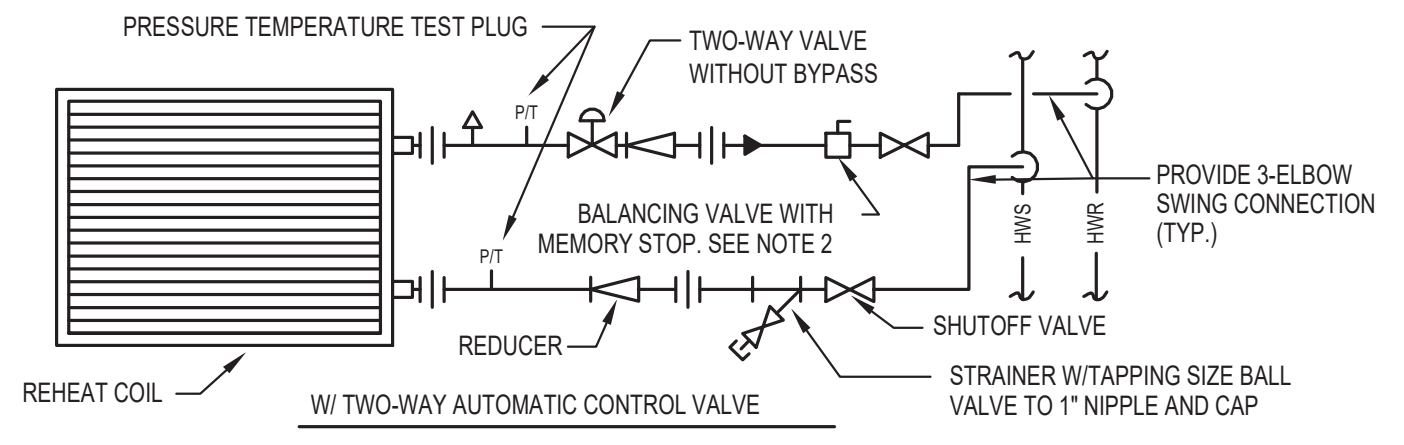 PRESSURE TEMPERATURE TEST PLUG
TWO-WAY VALVE
WITHOUT BYPASS
P/T
BALANCING VALVE WITH
MEMORY STOP. SEE NOTE 2
HWS
HWR
PROVIDE 3-ELBOW
SWING CONNECTION
(TYP.)
P/T
REDUCER
SHUTOFF VALVE
REHEAT COIL
STRAINER W/TAPPING SIZE BALL
VALVE TO 1" NIPPLE AND CAP
W/ TWO-WAY AUTOMATIC CONTROL VALVE